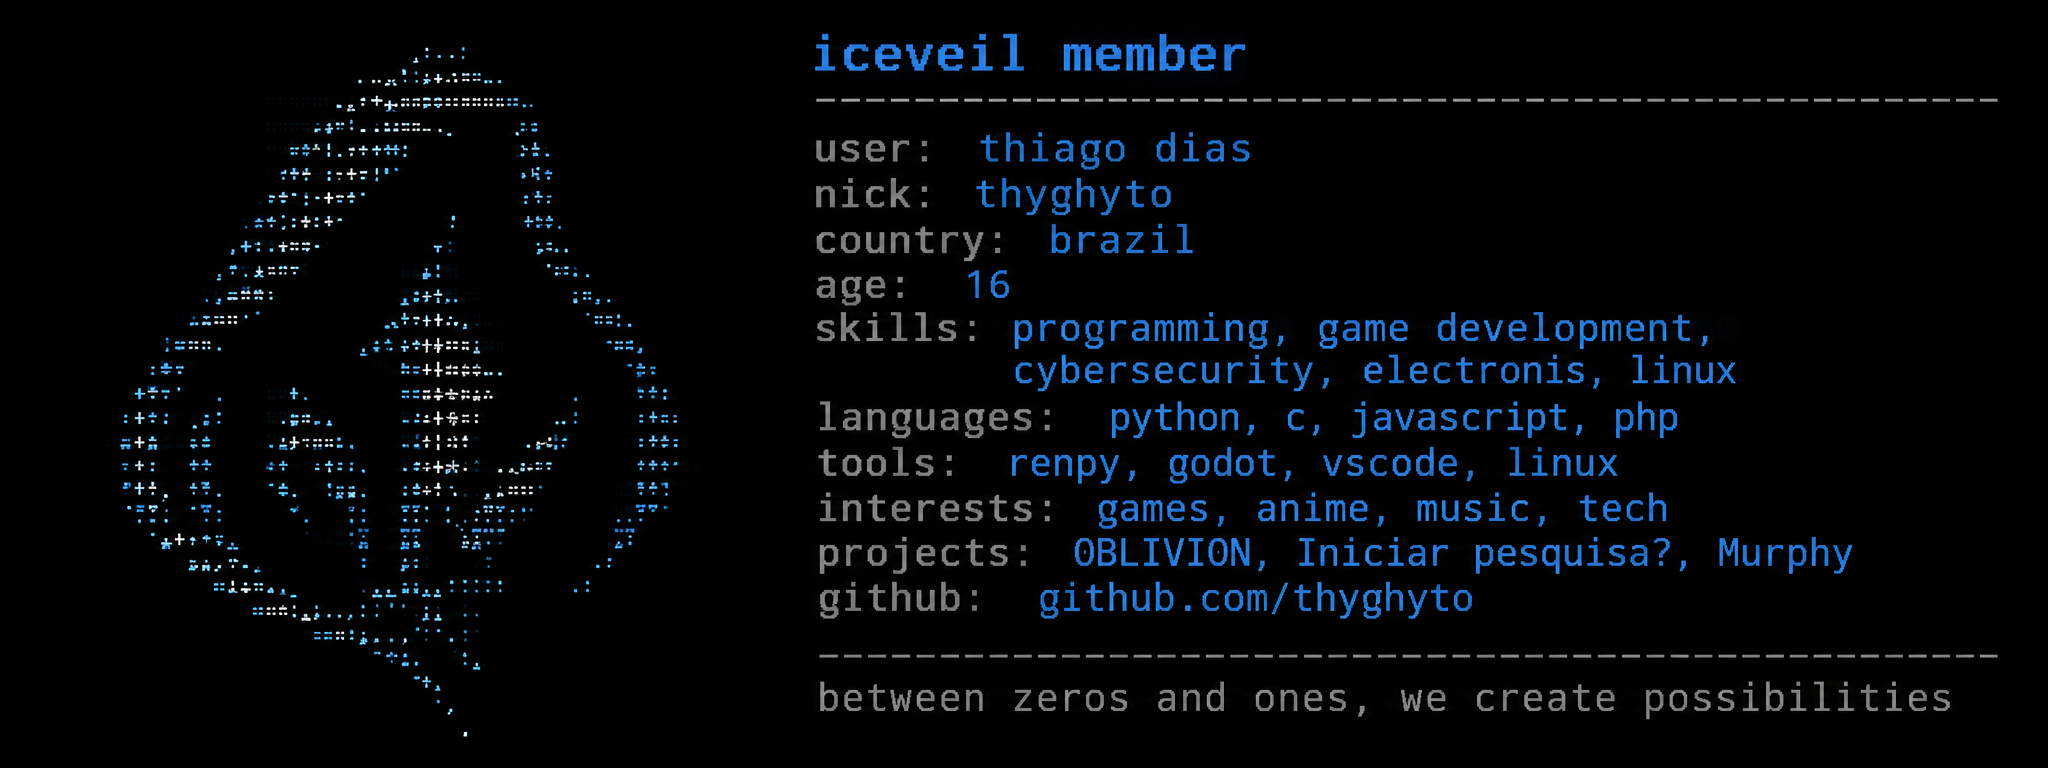 iceveil member
------------------------------------------------
user: thiago dias
nick: thyghyto
country: brazil
age: 16
skills: programming, game development,
cybersecurity, electronis, linux
languages: python, c, javascript, php
tools: renpy, godot, vscode, linux
interests: games, anime, music, tech
projects: 0BLIVI0N, Iniciar pesquisa?, Murphy
github: github.com/thyghyto
------------------------------------------------
between zeros and ones, we create possibilities